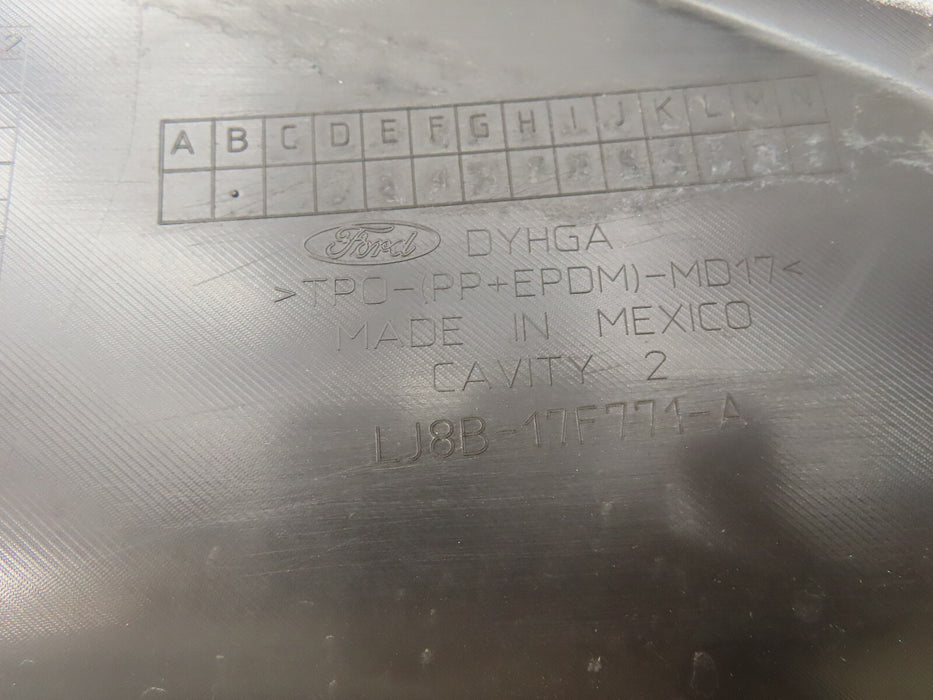 A B C D E F G H I J K L M N
Ford DYHGA
>TPO-(PP+EPDM)-MD17<
MADE IN MEXICO
CAVITY 2
LJ8B-17F771-A